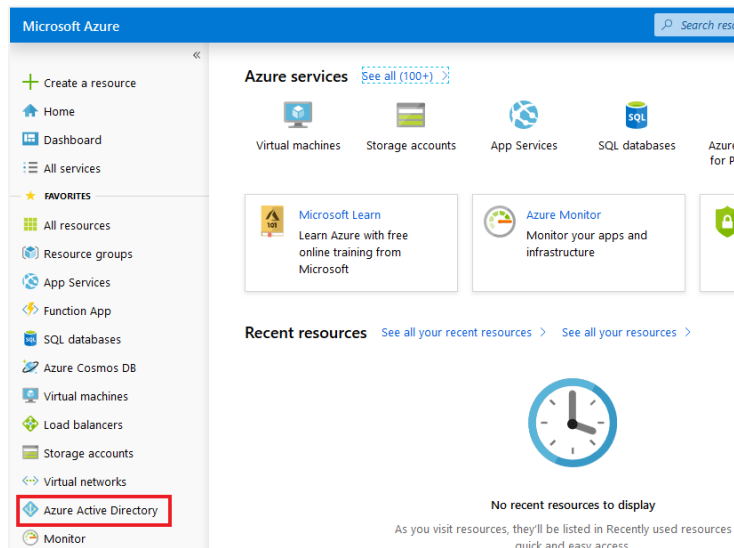 Microsoft Azure
Search
«
Create a resource
Home
Dashboard
All services
FAVORITES
All resources
Resource groups
App Services
Function App
SQL databases
Azure Cosmos DB
Virtual machines
Load balancers
Storage accounts
Virtual networks
Azure Active Directory
Monitor
Azure services See all (100+) >
Virtual machines
Storage accounts
App Services
SQL
SQL databases
Azure
for
101
Microsoft Learn
Learn Azure with free
online training from
Microsoft
Azure Monitor
Monitor your apps and
infrastructure
Recent resources See all your recent resources > See all your resources >
No recent resources to display
As you visit resources, they'll be listed in Recently used resources
quick and easy access